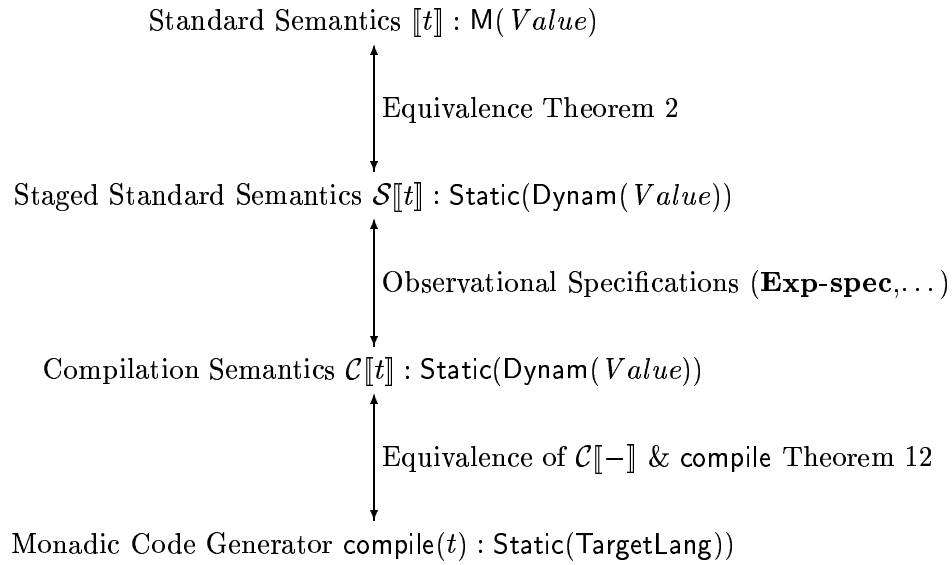 Standard Semantics ⟦t⟧ : M(Value)
Equivalence Theorem 2
Staged Standard Semantics 𝒮⟦t⟧ : Static(Dynam(Value))
Observational Specifications (Exp-spec,...)
Compilation Semantics 𝒞⟦t⟧ : Static(Dynam(Value))
Equivalence of 𝒞⟦−⟧ & compile Theorem 12
Monadic Code Generator compile(t) : Static(TargetLang))